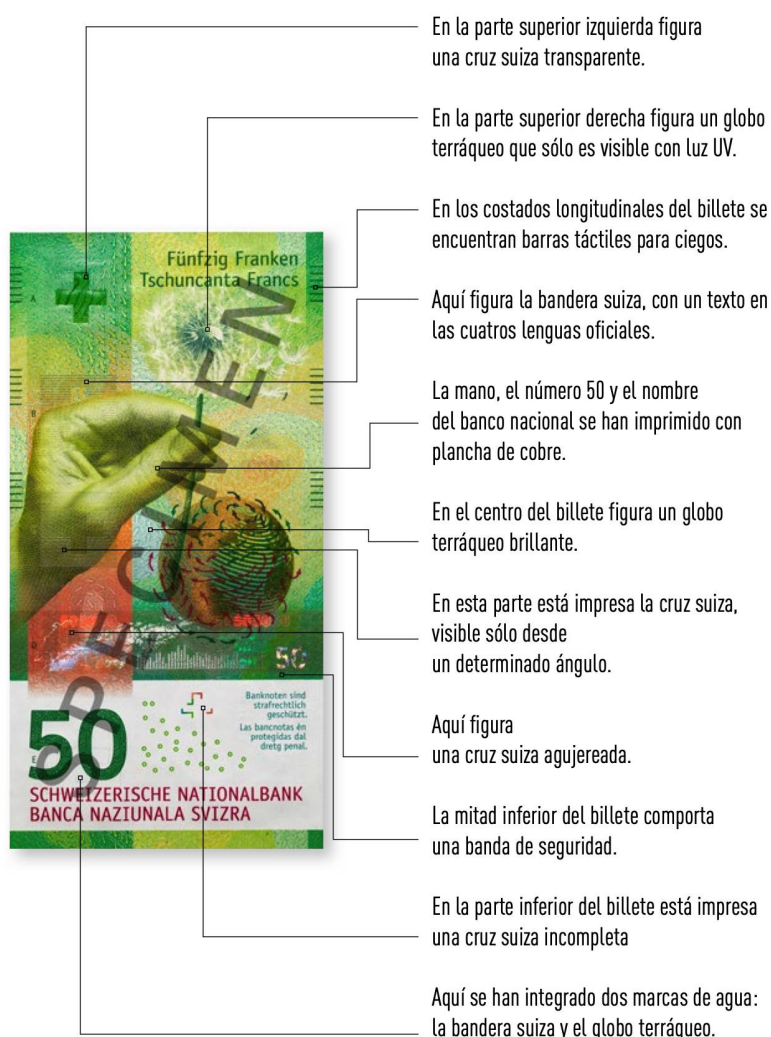 En la parte superior izquierda figura
una cruz suiza transparente.
En la parte superior derecha figura un globo
terráqueo que sólo es visible con luz UV.
En los costados longitudinales del billete se
encuentran barras táctiles para ciegos.
Aquí figura la bandera suiza, con un texto en
las cuatros lenguas oficiales.
La mano, el número 50 y el nombre
del banco nacional se han imprimido con
plancha de cobre.
En el centro del billete figura un globo
terráqueo brillante.
En esta parte está impresa la cruz suiza,
visible sólo desde
un determinado ángulo.
Aquí figura
una cruz suiza agujereada.
La mitad inferior del billete comporta
una banda de seguridad.
En la parte inferior del billete está impresa
una cruz suiza incompleta
Aquí se han integrado dos marcas de agua:
la bandera suiza y el globo terráqueo.
Fünfzig Franken
Tschuncanta Francs
A
B
SPECIMEN
D
50
Banknoten sind
strafrechtlich
geschützt.
Las bancnotas èn
protegidas dal
dretg penal.
50
E
SCHWEIZERISCHE NATIONALBANK
BANCA NAZIUNALA SVIZRA